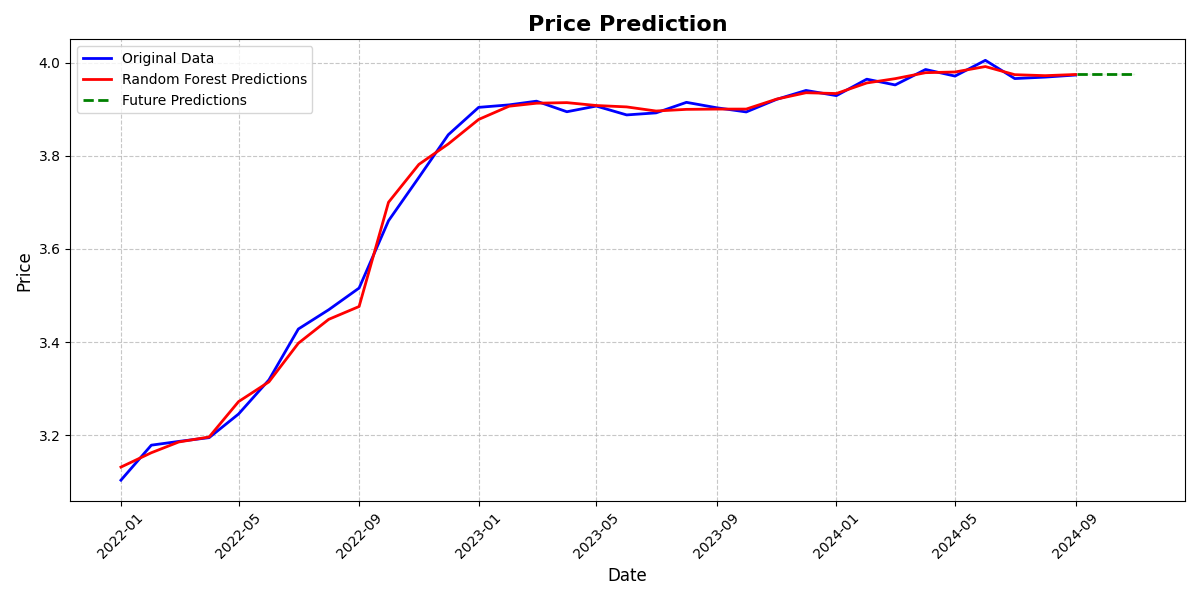 Price Prediction
Original Data
Random Forest Predictions
Future Predictions
Price
4.0
3.8
3.6
3.4
3.2
2022-01
2022-05
2022-09
2023-01
2023-05
2023-09
2024-01
2024-05
2024-09
Date